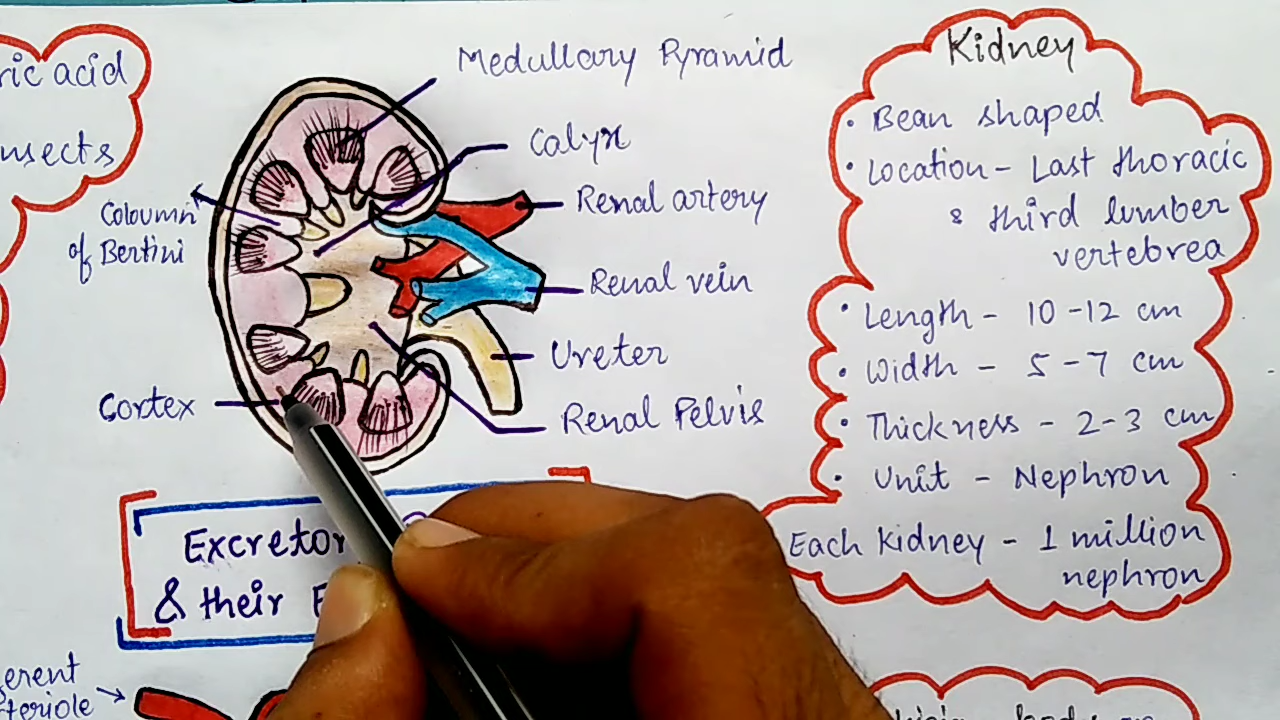 ric acid
nsects
Medullary Pyramid
Calyx
Renal artery
Coloumn
of Bertini
Renal vein
Ureter
Cortex
Renal Pelvis
Kidney
• Bean shaped
• Location - Last thoracic
& third lumber
vertebrea
• Length - 10 - 12 cm
• Width - 5 - 7 cm
• Thickness - 2-3 cm
• Unit - Nephron
Each Kidney - 1 million
nephron
Excretor
& their
erent
teriole